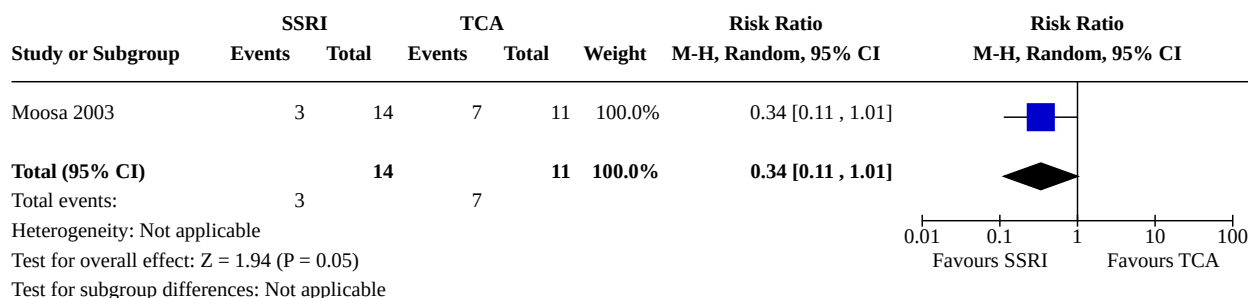 SSRI TCA Risk Ratio Risk Ratio
Study or Subgroup Events Total Events Total Weight M-H, Random, 95% CI M-H, Random, 95% CI
Moosa 2003 3 14 7 11 100.0% 0.34 [0.11 , 1.01]
Total (95% CI) 14 11 100.0% 0.34 [0.11 , 1.01]
Total events: 3 7
Heterogeneity: Not applicable
0.01 0.1 1 10 100
Test for overall effect: Z = 1.94 (P = 0.05) Favours SSRI Favours TCA
Test for subgroup differences: Not applicable